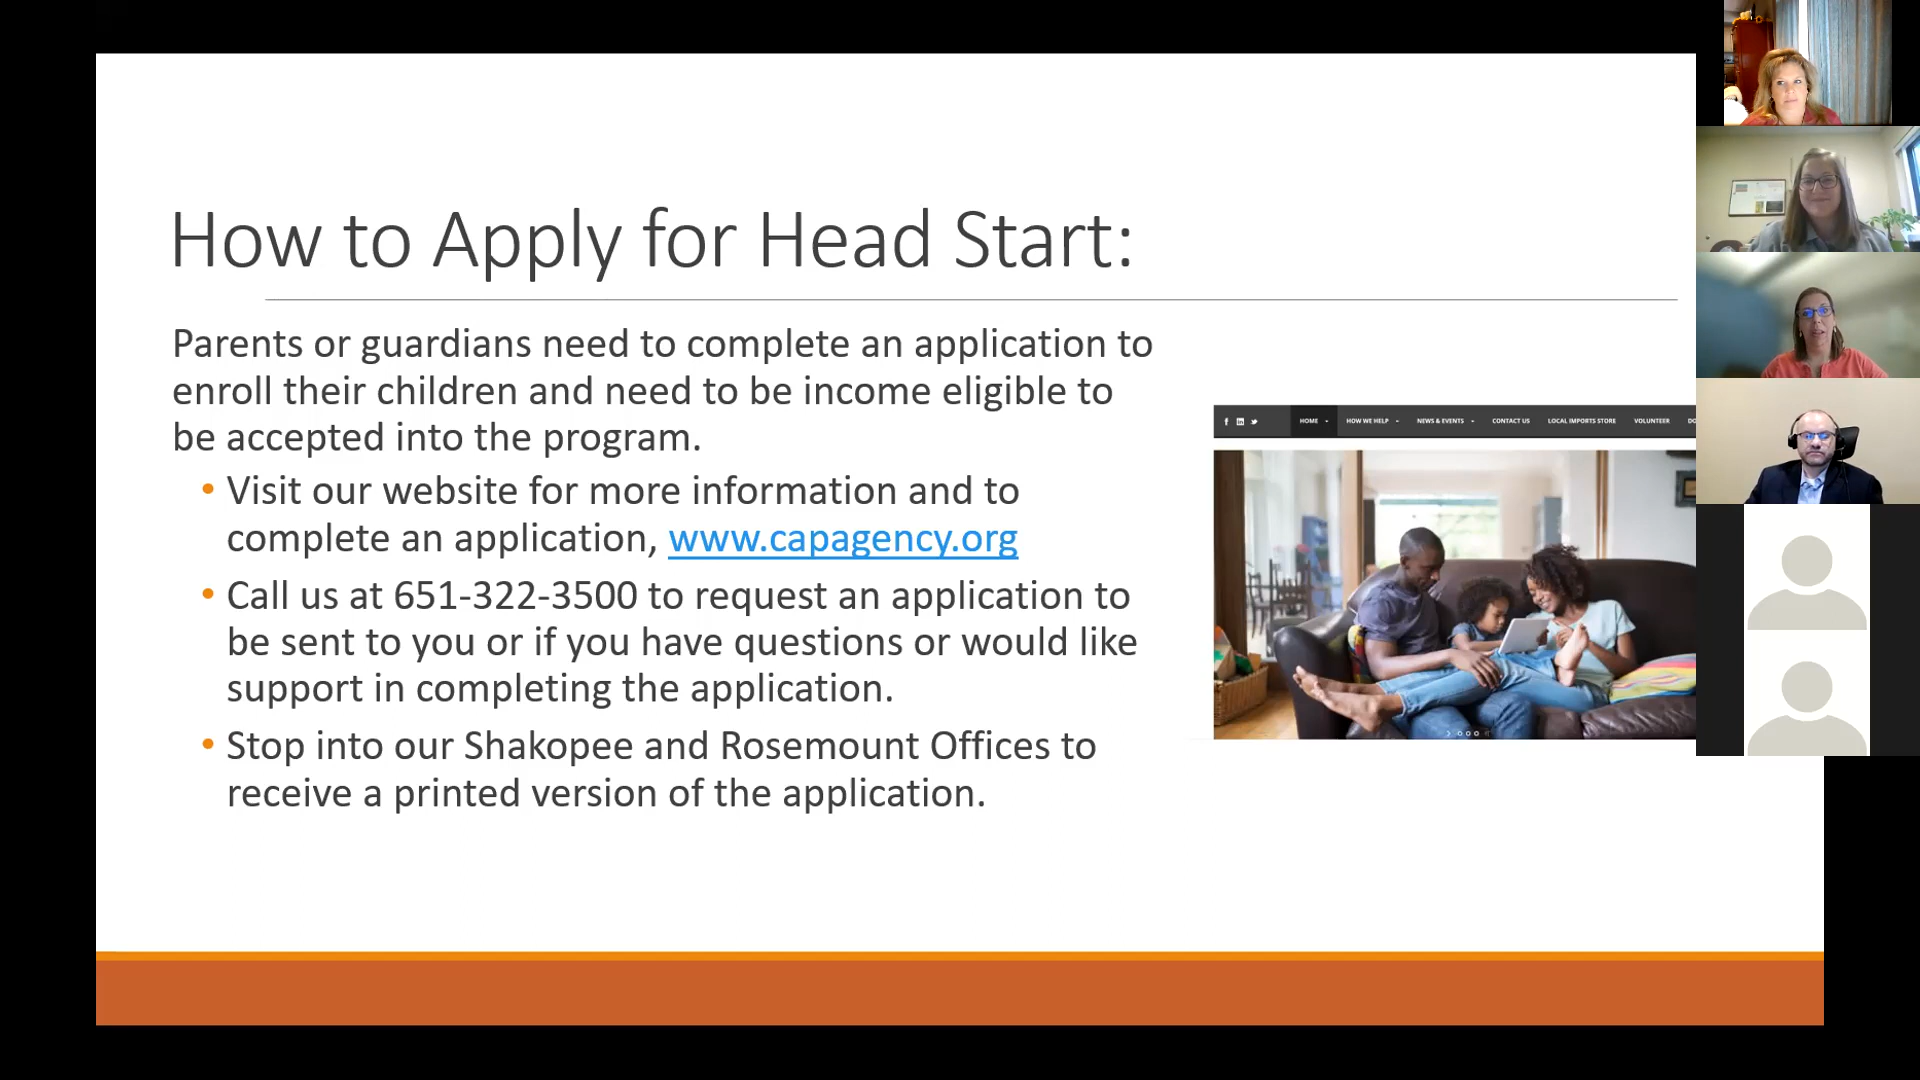 How to Apply for Head Start:
Parents or guardians need to complete an application to
enroll their children and need to be income eligible to
be accepted into the program.
• Visit our website for more information and to
complete an application, www.capagency.org
• Call us at 651-322-3500 to request an application to
be sent to you or if you have questions or would like
support in completing the application.
• Stop into our Shakopee and Rosemount Offices to
receive a printed version of the application.
HOME HOW WE HELP NEWS & EVENTS CONTACT US LOCAL IMPORTS STORE VOLUNTEER DO